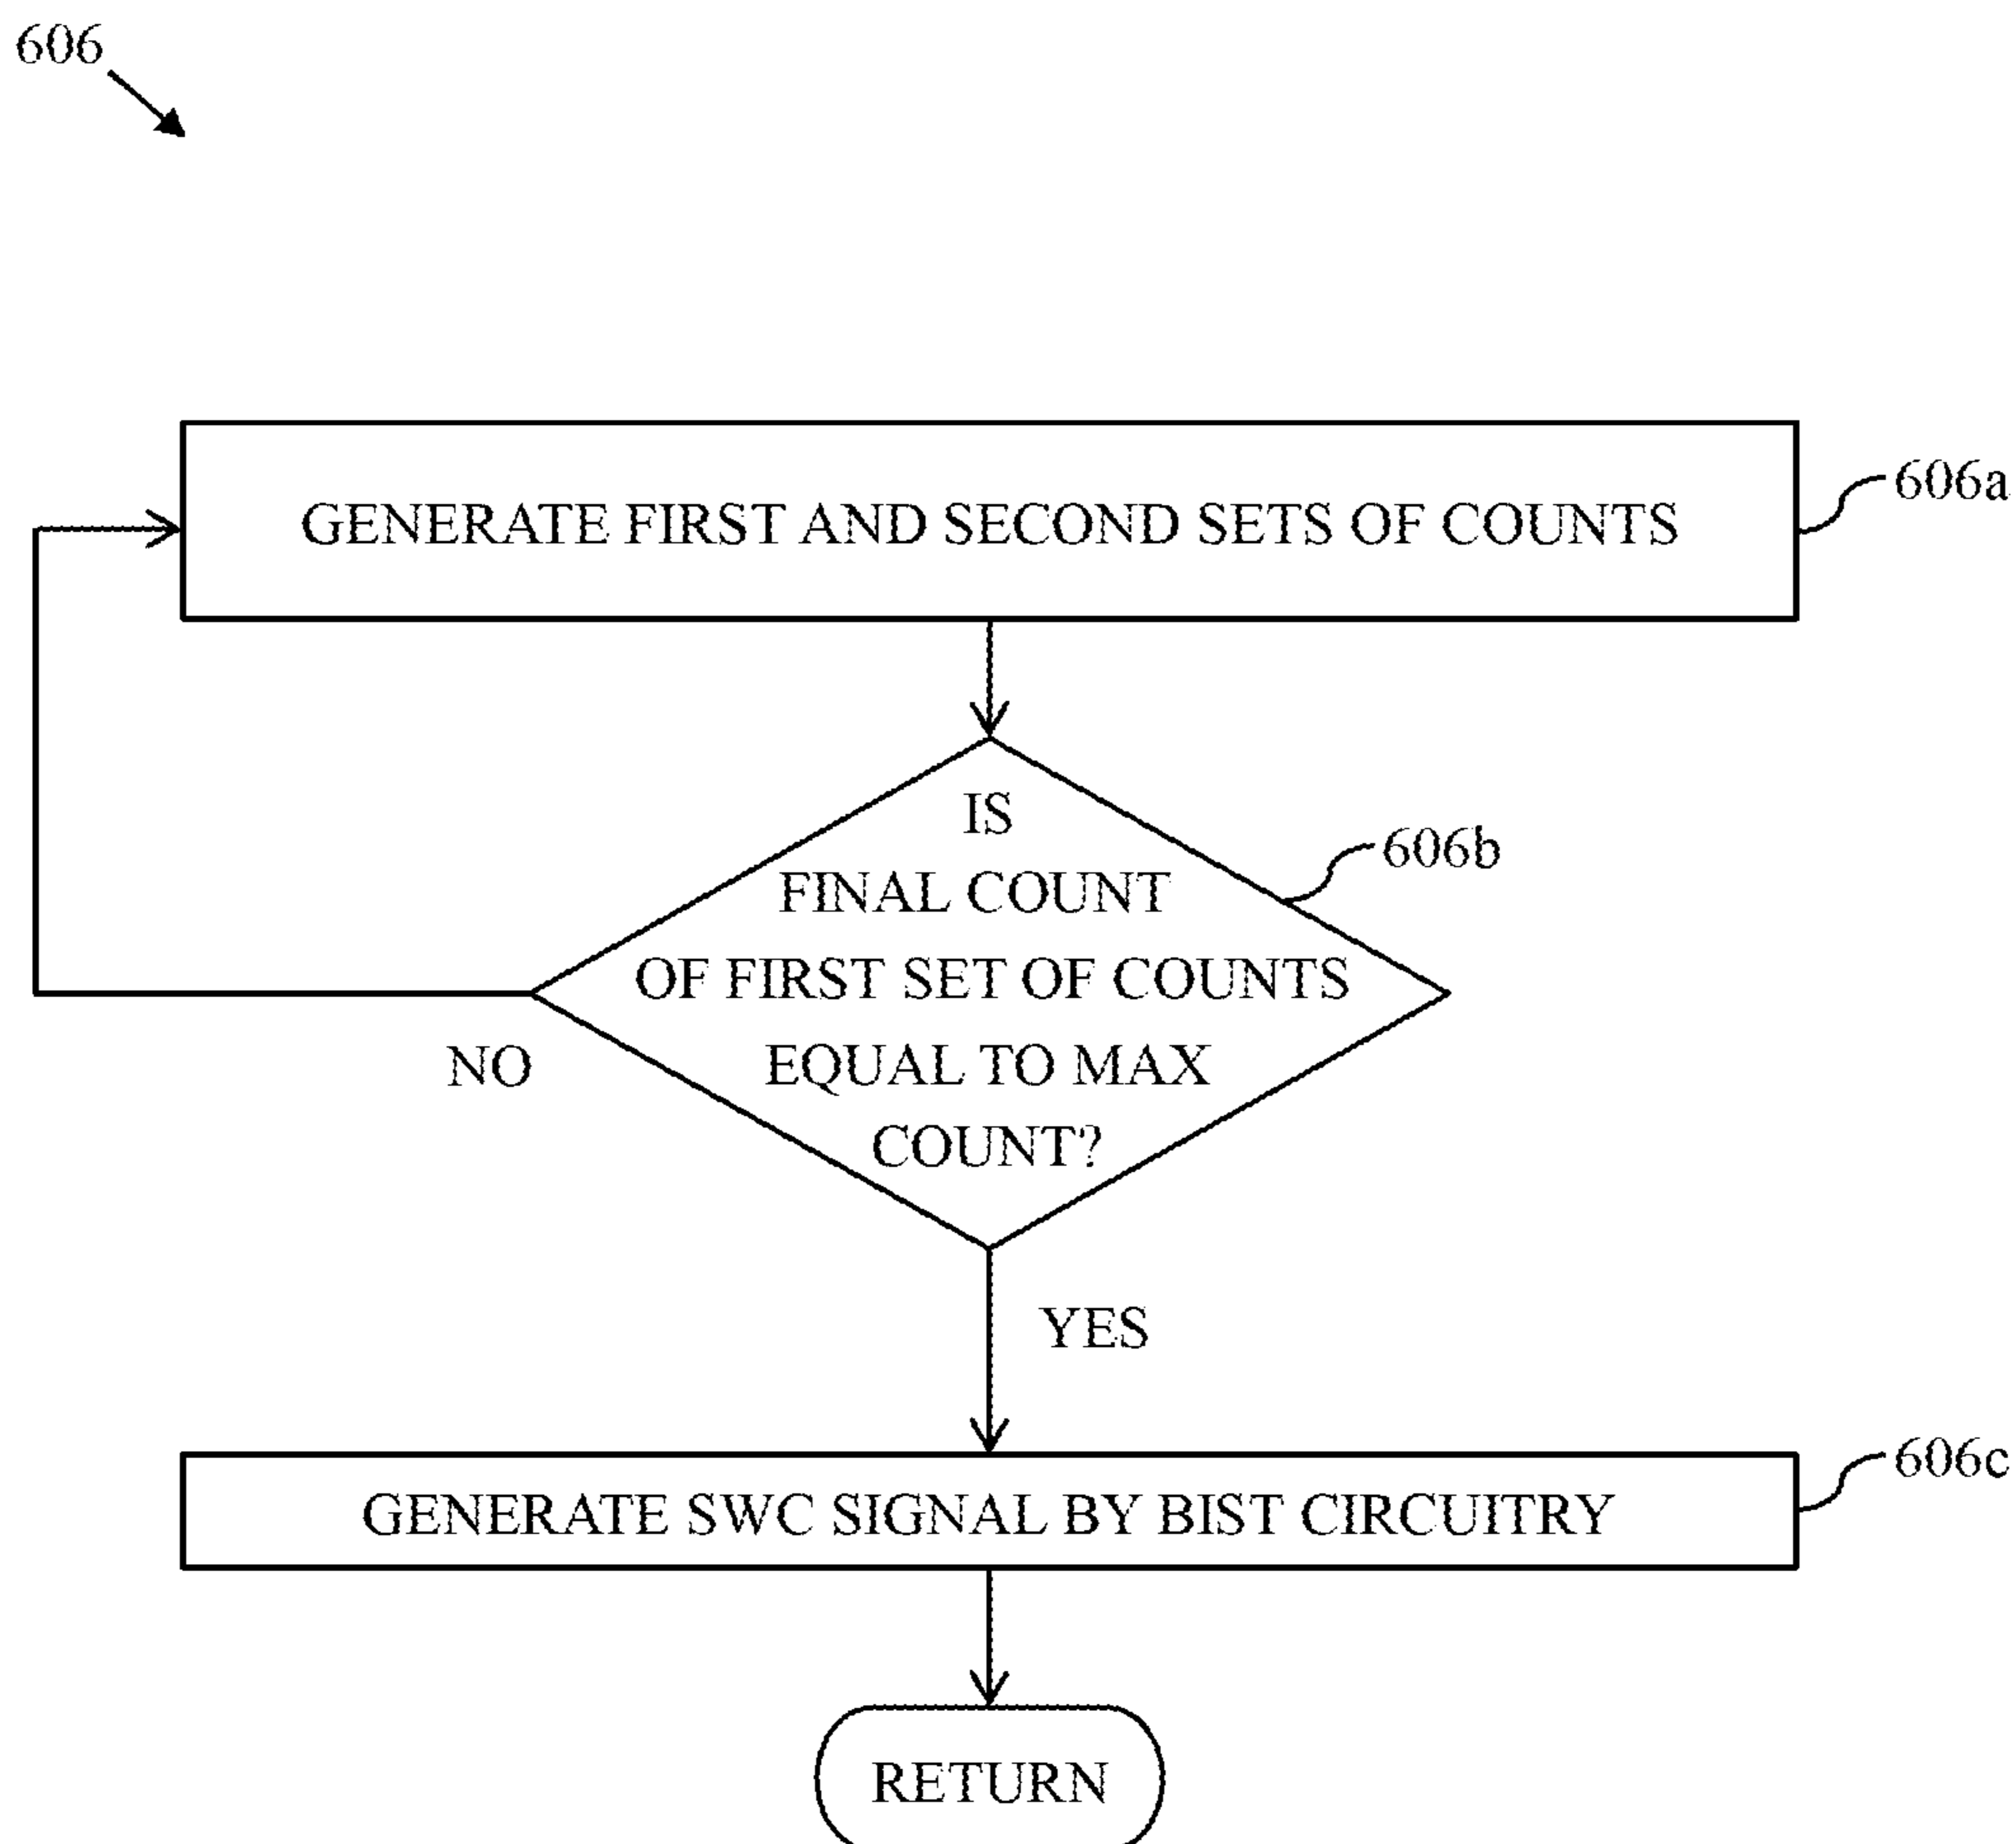 606
GENERATE FIRST AND SECOND SETS OF COUNTS
606a
IS
FINAL COUNT
OF FIRST SET OF COUNTS
EQUAL TO MAX
COUNT?
606b
NO
YES
GENERATE SWC SIGNAL BY BIST CIRCUITRY
606c
RETURN